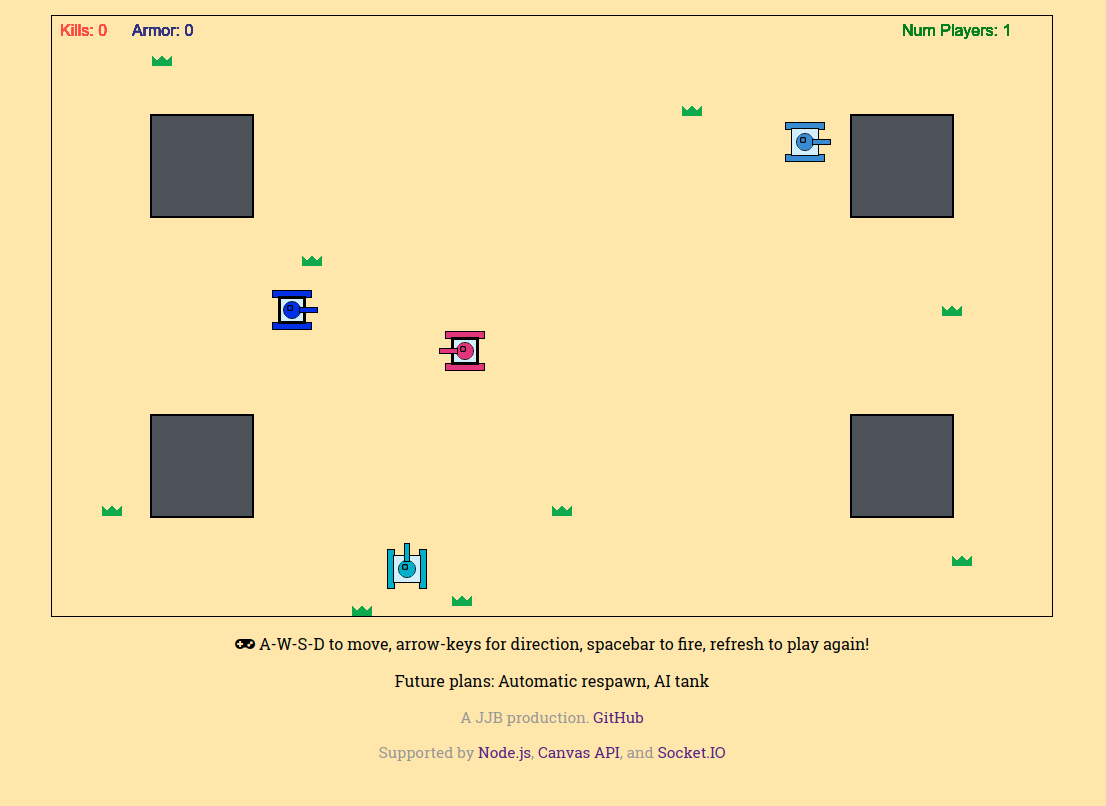 Kills: 0 Armor: 0 Num Players: 1
A-W-S-D to move, arrow-keys for direction, spacebar to fire, refresh to play again!
Future plans: Automatic respawn, AI tank
A JJB production. GitHub
Supported by Node.js, Canvas API, and Socket.IO